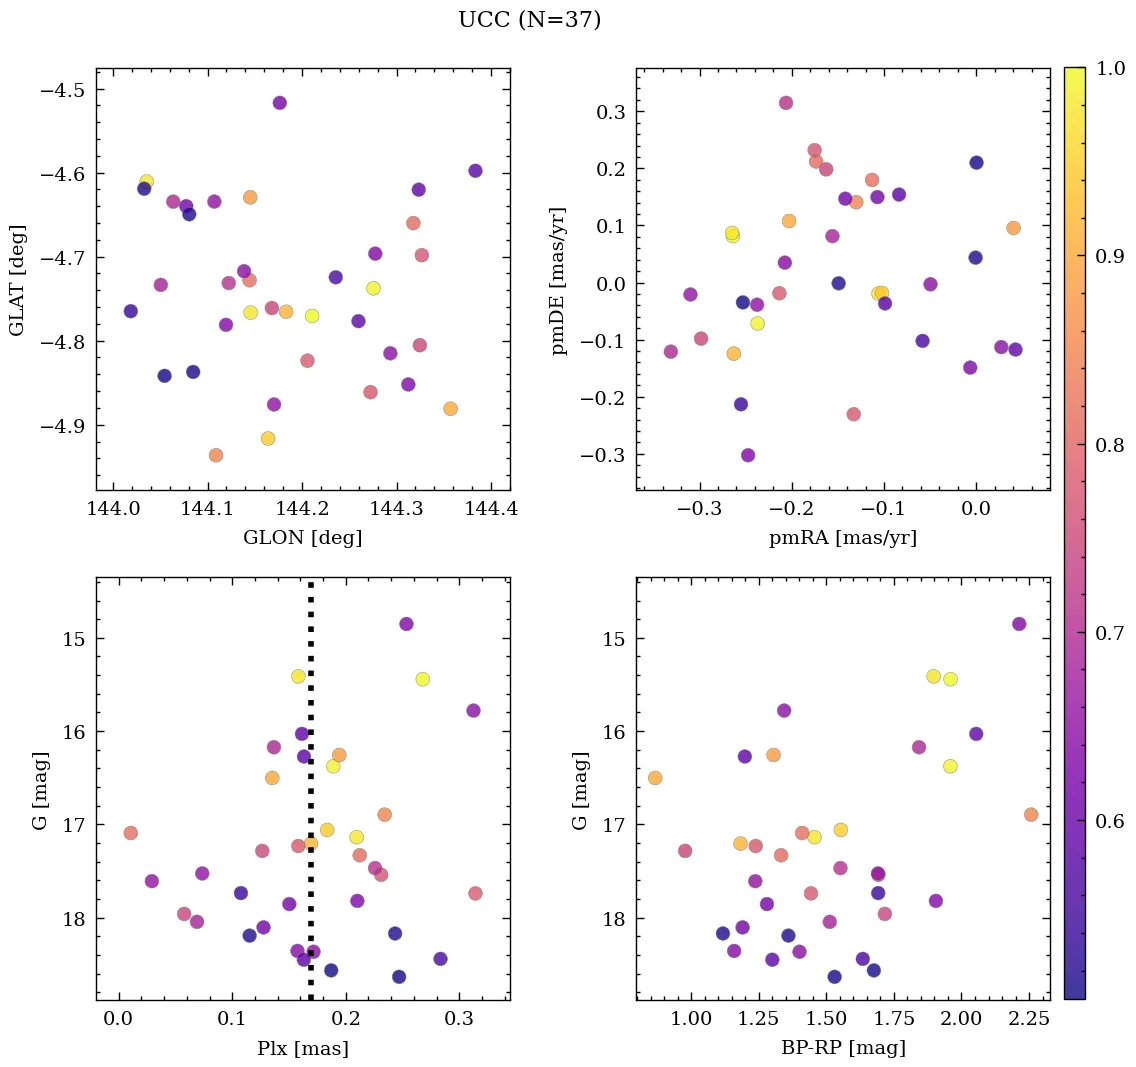 UCC (N=37)
−4.5
−4.6
−4.7
−4.8
−4.9
GLAT [deg]
144.0 144.1 144.2 144.3 144.4
GLON [deg]
0.3
0.2
0.1
0.0
−0.1
−0.2
−0.3
pmDE [mas/yr]
−0.3 −0.2 −0.1 0.0
pmRA [mas/yr]
1.0
0.9
0.8
0.7
0.6
15
16
17
18
G [mag]
0.0 0.1 0.2 0.3
Plx [mas]
15
16
17
18
G [mag]
1.00 1.25 1.50 1.75 2.00 2.25
BP-RP [mag]